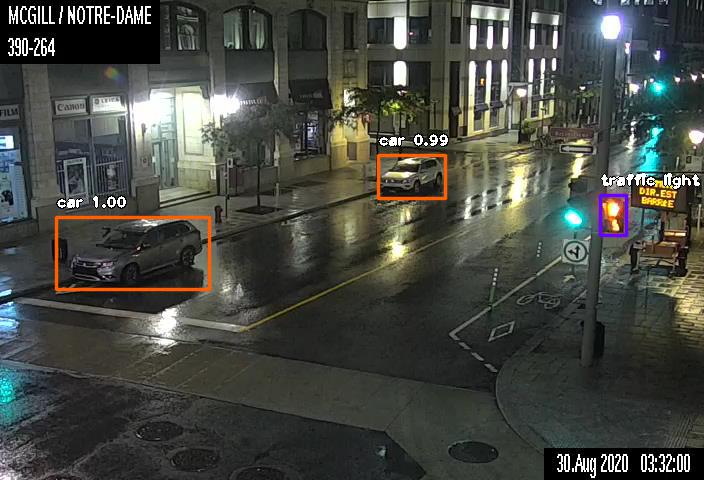 MCGILL / NOTRE-DAME
390-264
FILM
Canon
car 1.00
car 0.99
traffic light
DIR.EST
BARRÉE
30.Aug 2020 03:32:00